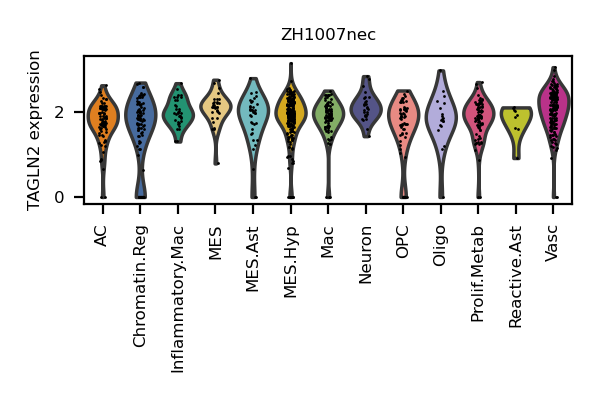 ZH1007nec
TAGLN2 expression
2
0
AC
Chromatin.Reg
Inflammatory.Mac
MES
MES.Ast
MES.Hyp
Mac
Neuron
OPC
Oligo
Prolif.Metab
Reactive.Ast
Vasc